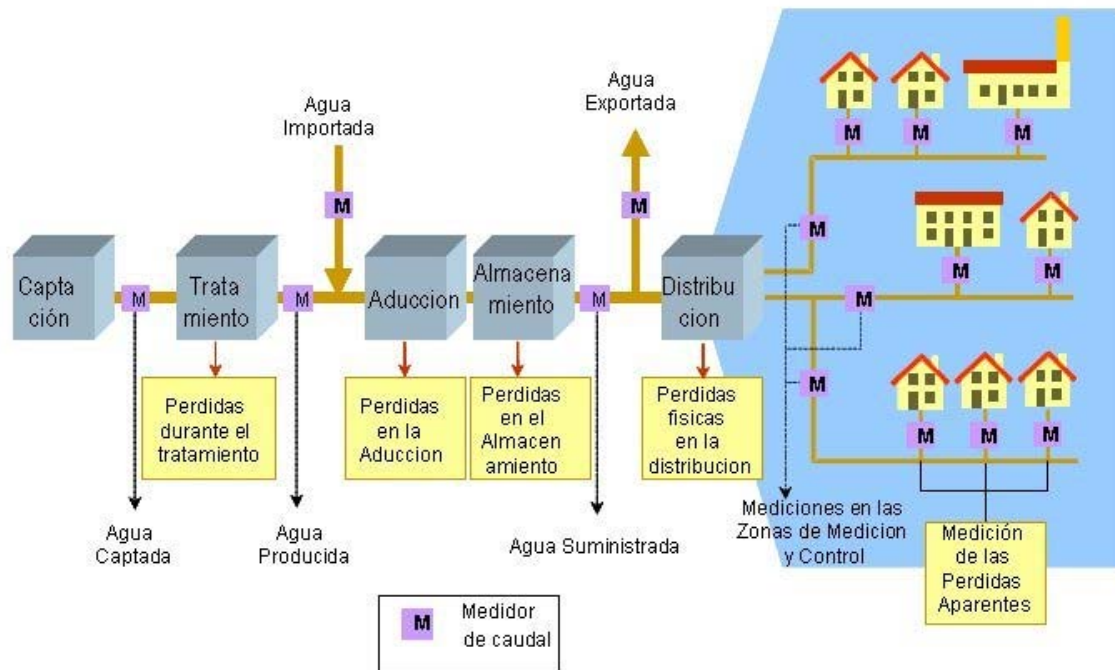 Agua
Importada
Agua
Exportada
M
M
M
M
M
Capta
ción
M
Trata
miento
M
Aduccion
Almacena
miento
M
Distribu
cion
M
M
M
M
M
Perdidas
durante el
tratamiento
Perdidas
en la
Aduccion
Perdidas
en el
Almacen
amiento
Perdidas
fisicas
en la
distribucion
M
M
M
Agua
Captada
Agua
Producida
Agua Suministrada
Mediciones en las
Zonas de Medicion
y Control
Medición
de las
Perdidas
Aparentes
M
Medidor
de caudal